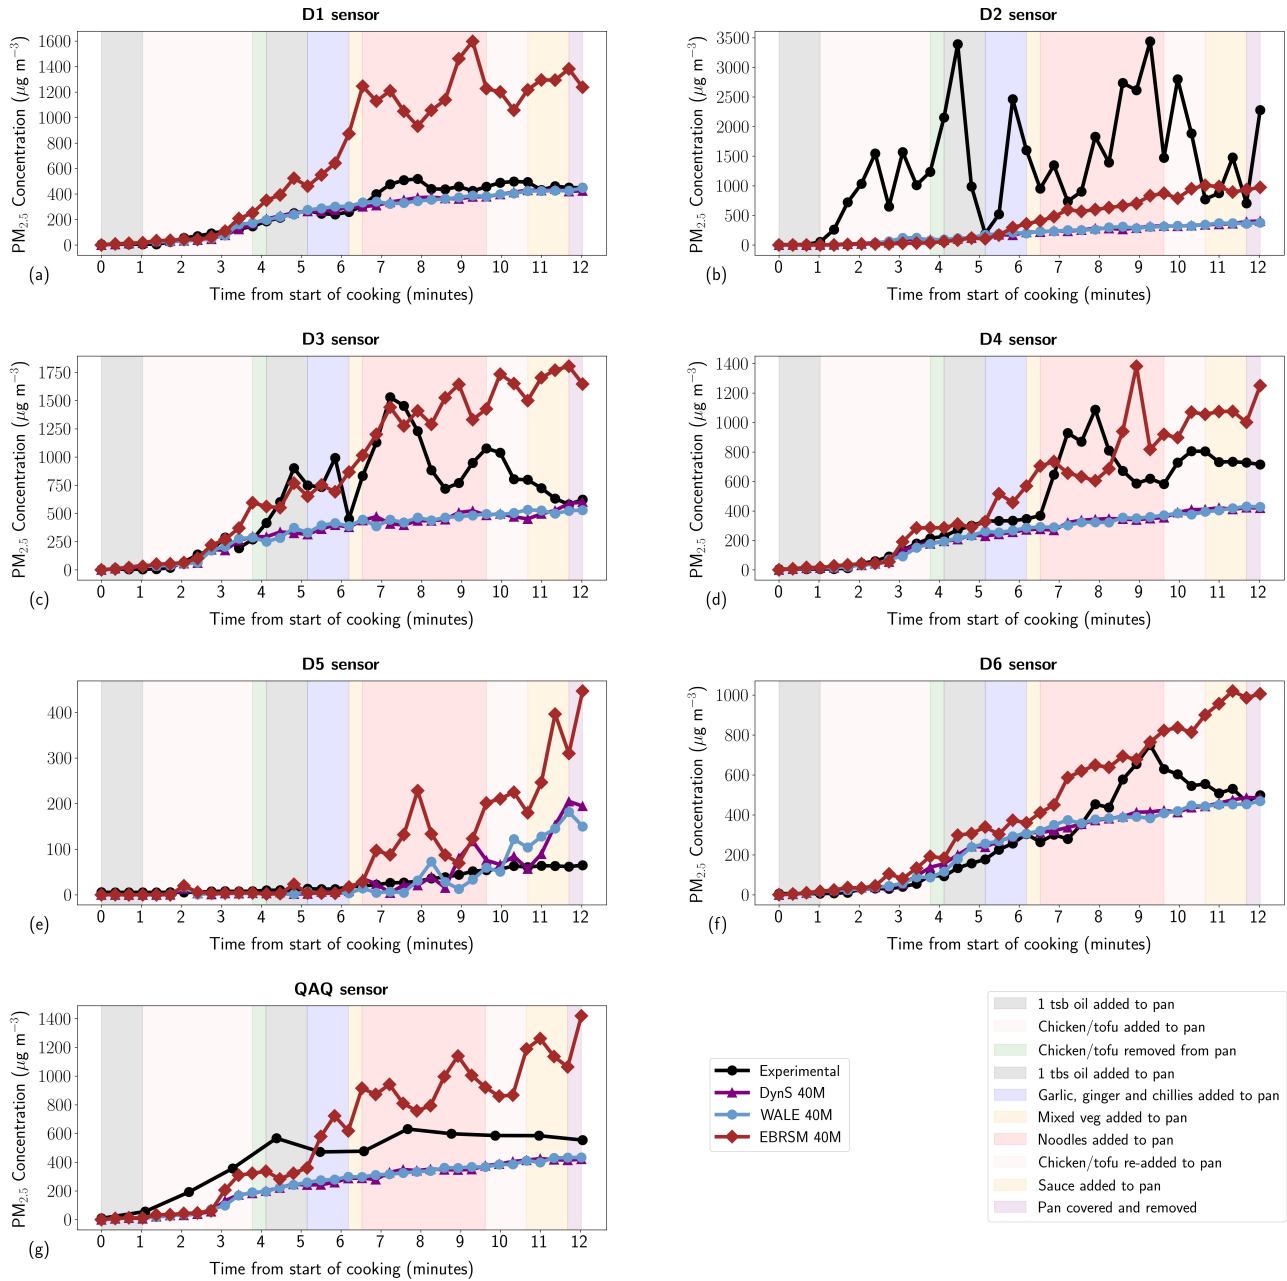 D1 sensor
PM2.5 Concentration (μg m−3)
1600
1400
1200
1000
800
600
400
200
0
0 1 2 3 4 5 6 7 8 9 10 11 12
(a)
Time from start of cooking (minutes)
D2 sensor
PM2.5 Concentration (μg m−3)
3500
3000
2500
2000
1500
1000
500
0
0 1 2 3 4 5 6 7 8 9 10 11 12
(b)
Time from start of cooking (minutes)
D3 sensor
PM2.5 Concentration (μg m−3)
1750
1500
1250
1000
750
500
250
0
0 1 2 3 4 5 6 7 8 9 10 11 12
(c)
Time from start of cooking (minutes)
D4 sensor
PM2.5 Concentration (μg m−3)
1400
1200
1000
800
600
400
200
0
0 1 2 3 4 5 6 7 8 9 10 11 12
(d)
Time from start of cooking (minutes)
D5 sensor
PM2.5 Concentration (μg m−3)
400
300
200
100
0
0 1 2 3 4 5 6 7 8 9 10 11 12
(e)
Time from start of cooking (minutes)
D6 sensor
PM2.5 Concentration (μg m−3)
1000
800
600
400
200
0
0 1 2 3 4 5 6 7 8 9 10 11 12
(f)
Time from start of cooking (minutes)
QAQ sensor
PM2.5 Concentration (μg m−3)
1400
1200
1000
800
600
400
200
0
0 1 2 3 4 5 6 7 8 9 10 11 12
(g)
Time from start of cooking (minutes)
Experimental
DynS 40M
WALE 40M
EBRSM 40M
1 tsb oil added to pan
Chicken/tofu added to pan
Chicken/tofu removed from pan
1 tbs oil added to pan
Garlic, ginger and chillies added to pan
Mixed veg added to pan
Noodles added to pan
Chicken/tofu re-added to pan
Sauce added to pan
Pan covered and removed